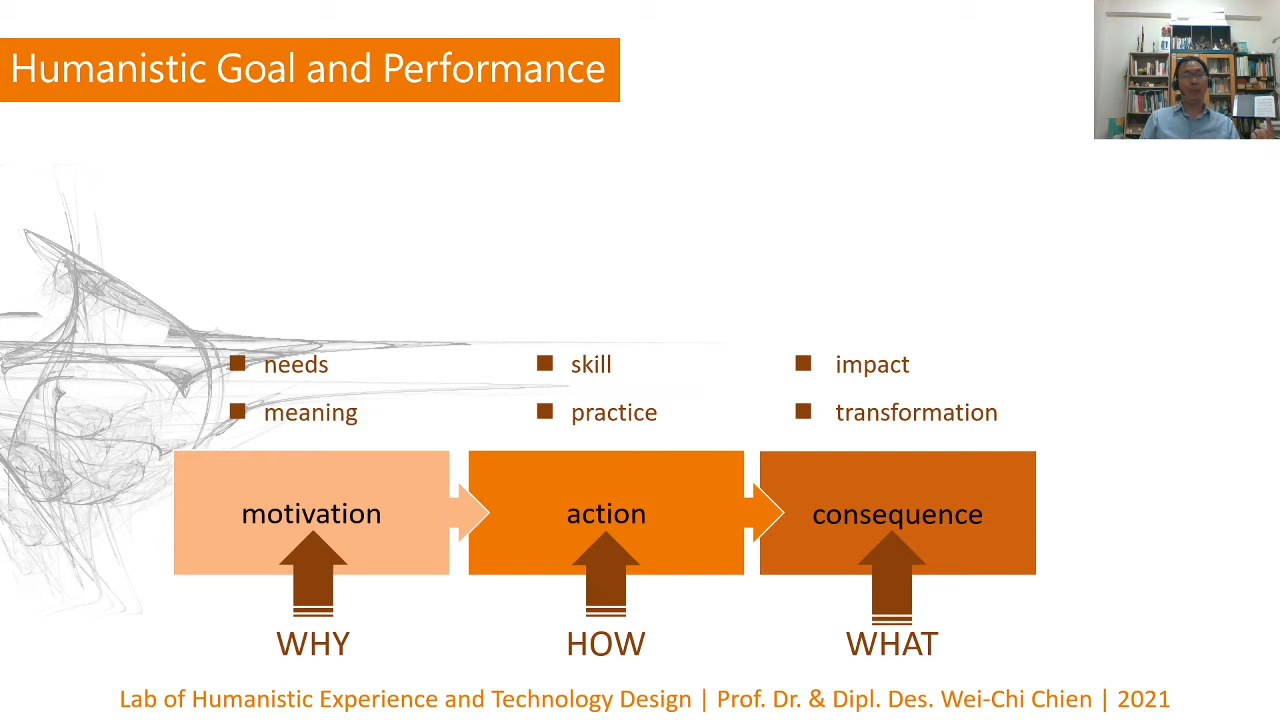 Humanistic Goal and Performance
needs
skill
impact
meaning
practice
transformation
motivation
action
consequence
WHY
HOW
WHAT
Lab of Humanistic Experience and Technology Design | Prof. Dr. & Dipl. Des. Wei-Chi Chien | 2021